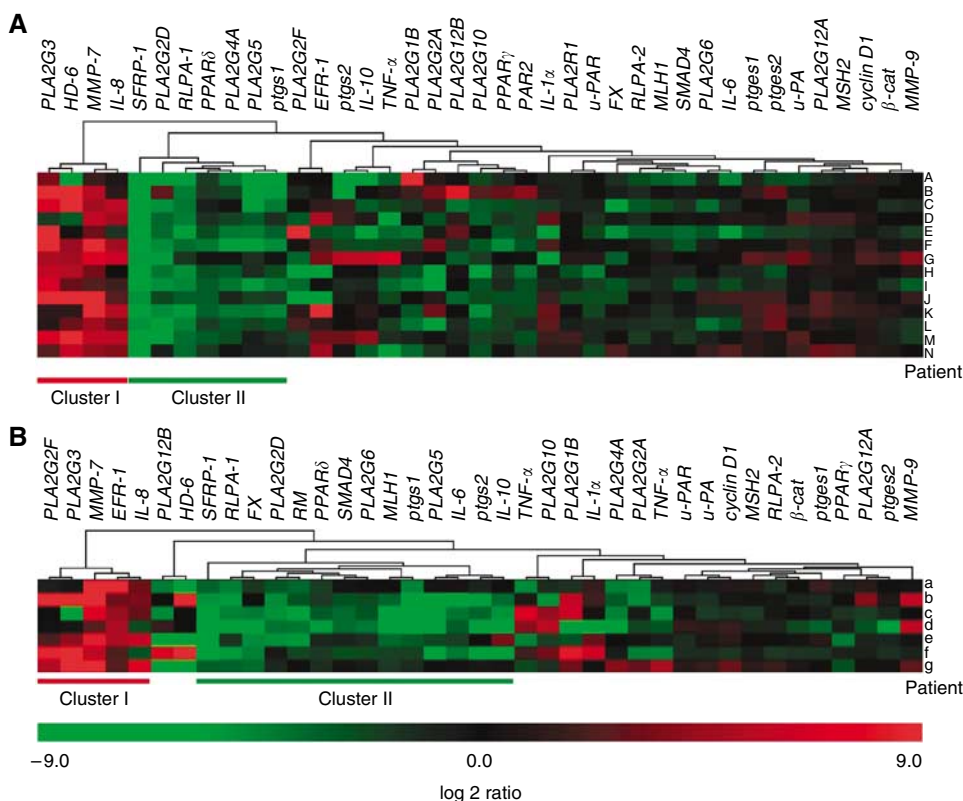 A
PLA2G3
HD-6
MMP-7
IL-8
SFRP-1
PLA2G2D
RLPA-1
PPARδ
PLA2G4A
PLA2G5
ptgs1
PLA2G2F
EFR-1
ptgs2
IL-10
TNF-α
PLA2G1B
PLA2G2A
PLA2G12B
PLA2G10
PPARγ
PAR2
IL-1α
PLA2R1
u-PAR
FX
RLPA-2
MLH1
SMAD4
PLA2G6
IL-6
ptges1
ptges2
u-PA
PLA2G12A
MSH2
cyclin D1
β-cat
MMP-9
A
B
C
D
E
F
G
H
I
J
K
L
M
N
Patient
Cluster I
Cluster II
B
PLA2G2F
PLA2G3
MMP-7
EFR-1
IL-8
PLA2G12B
HD-6
SFRP-1
RLPA-1
FX
PLA2G2D
RM
PPARδ
SMAD4
PLA2G6
MLH1
ptgs1
PLA2G5
IL-6
ptgs2
IL-10
TNF-α
PLA2G10
PLA2G1B
IL-1α
PLA2G4A
PLA2G2A
TNF-α
u-PAR
u-PA
cyclin D1
MSH2
RLPA-2
β-cat
ptges1
PPARγ
PLA2G12A
ptges2
MMP-9
a
b
c
d
e
f
g
Patient
Cluster I
Cluster II
−9.0
0.0
9.0
log 2 ratio